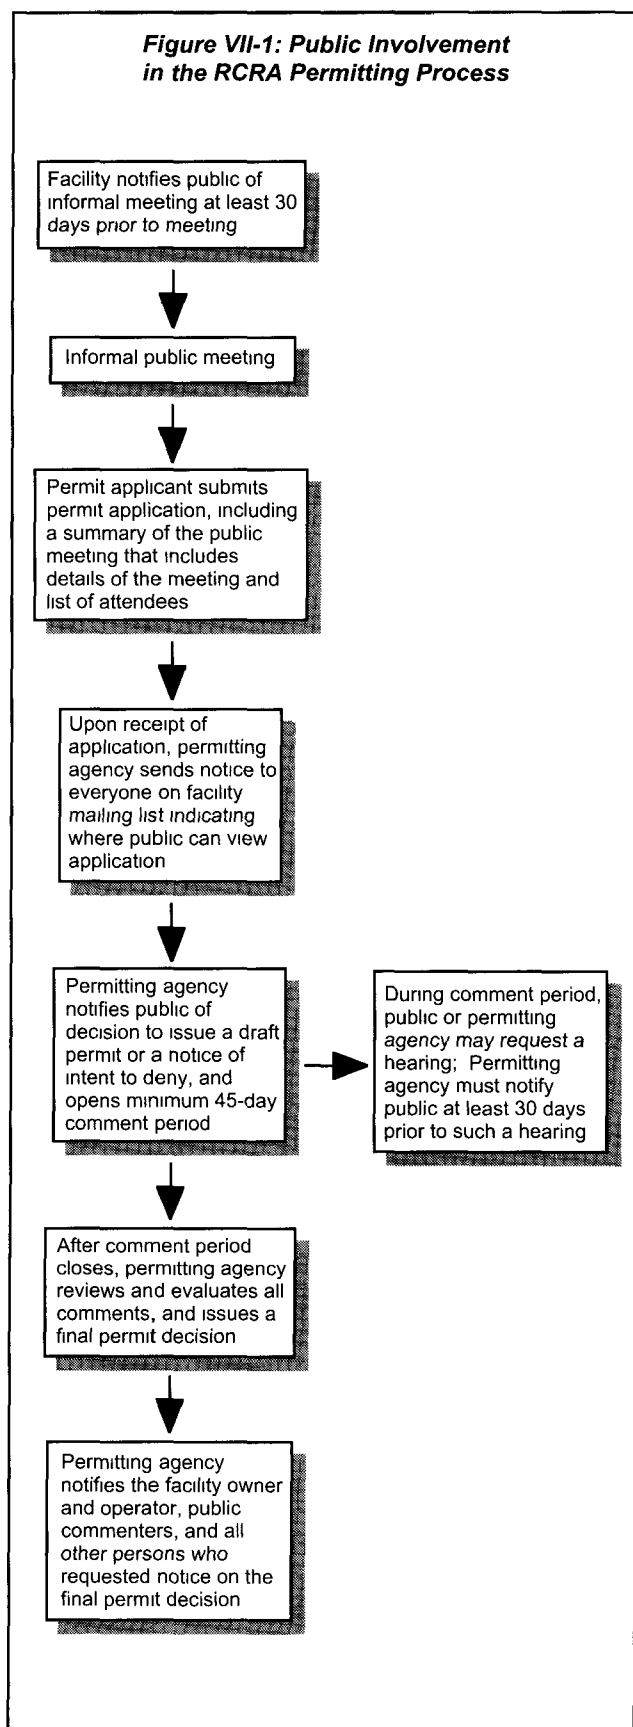 Figure VII-1: Public Involvement
in the RCRA Permitting Process
Facility notifies public of
informal meeting at least 30
days prior to meeting
Informal public meeting
Permit applicant submits
permit application, including
a summary of the public
meeting that includes
details of the meeting and
list of attendees
Upon receipt of
application, permitting
agency sends notice to
everyone on facility
mailing list indicating
where public can view
application
Permitting agency
notifies public of
decision to issue a draft
permit or a notice of
intent to deny, and
opens minimum 45-day
comment period
During comment period,
public or permitting
agency may request a
hearing; Permitting
agency must notify
public at least 30 days
prior to such a hearing
After comment period
closes, permitting agency
reviews and evaluates all
comments, and issues a
final permit decision
Permitting agency
notifies the facility owner
and operator, public
commenters, and all
other persons who
requested notice on the
final permit decision